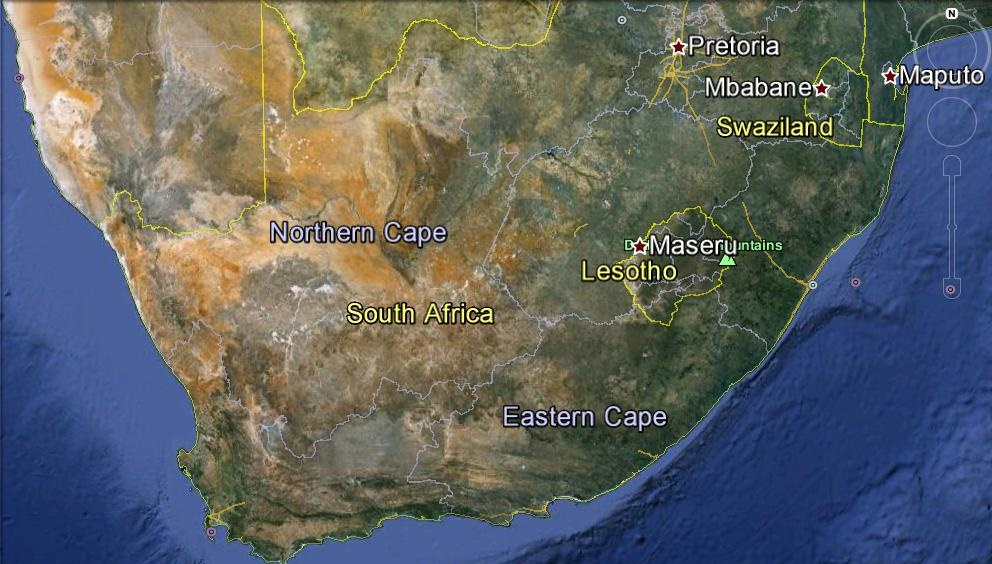 N
Pretoria
Mbabane
Maputo
Swaziland
Northern Cape
Maseru
Lesotho
South Africa
Eastern Cape